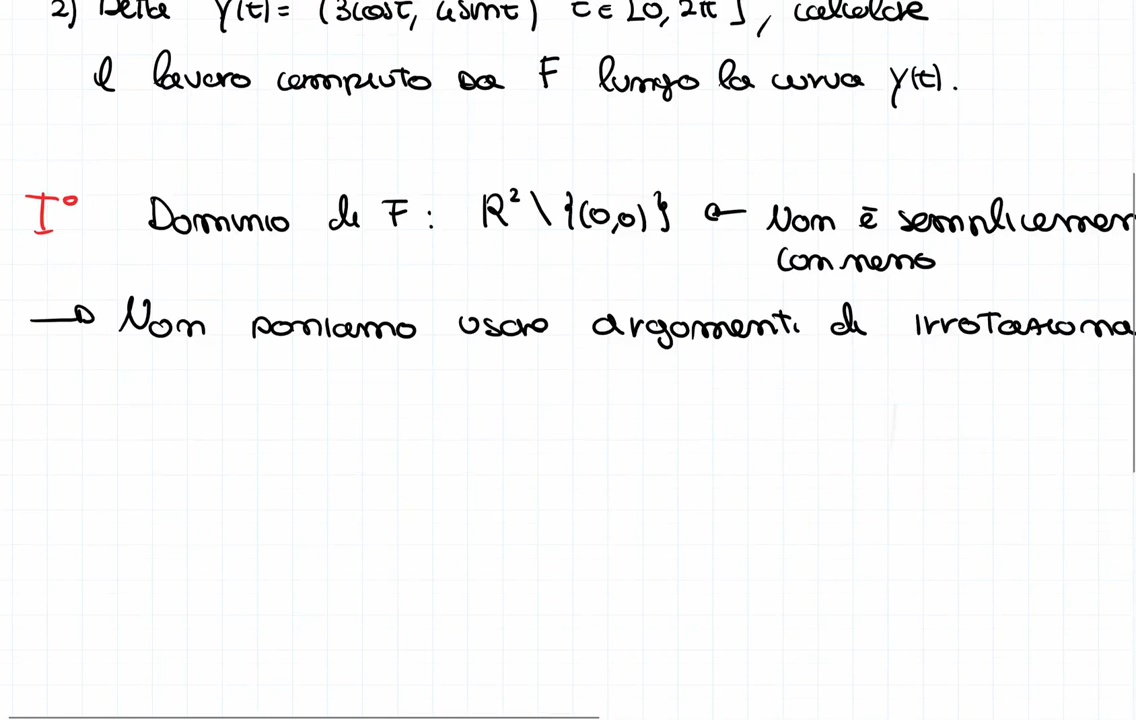 2) Detta γ(t) = (3cost, 4sint) t ∈ [0, 2π], calcolare
il lavoro compiuto da F lungo la curva γ(t).
I° Dominio di F: R² \ {(0,0)} ← Non è semplicemen
connesso
→ Non possiamo usare argomenti di irrotaziona